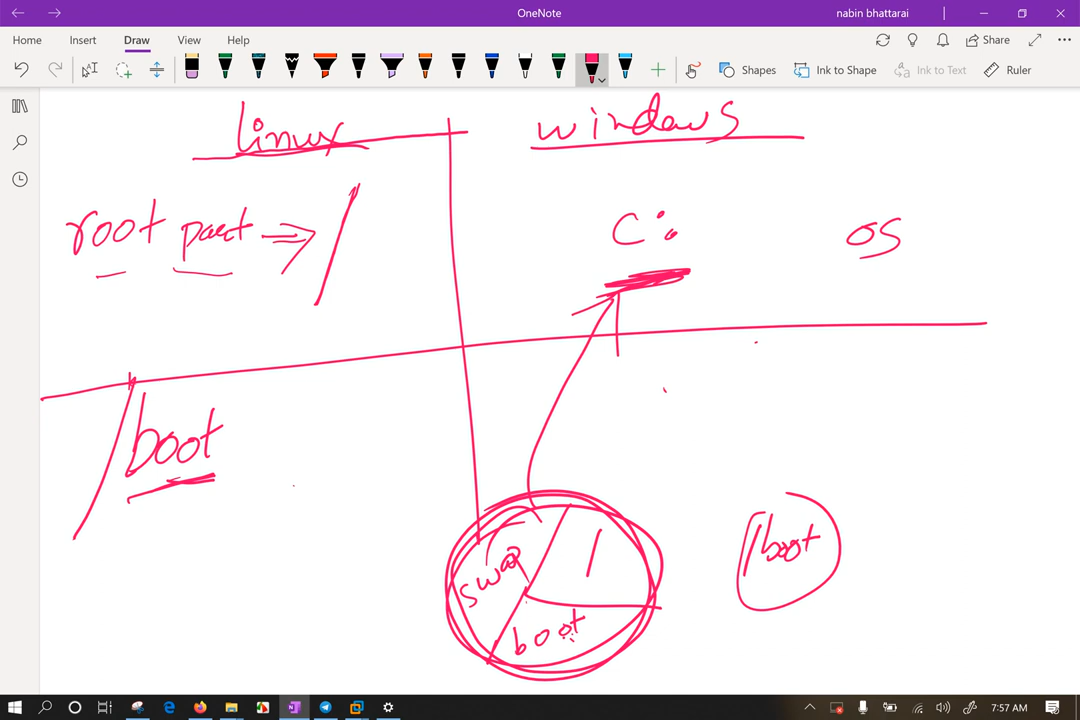 OneNote
nabin bhattarai
Home Insert Draw View Help
Share
Shapes
Ink to Shape
Ink to Text
Ruler
linux
windows
root part ⇒ /
C:
OS
/boot
swap
/
boot
/boot
7:57 AM